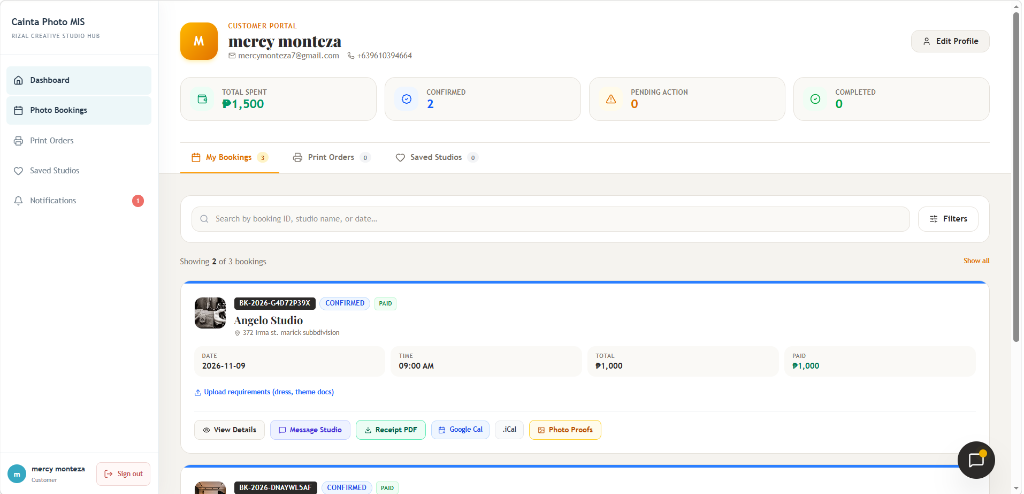 Cainta Photo MIS
RIZAL CREATIVE STUDIO HUB
Dashboard
Photo Bookings
Print Orders
Saved Studios
Notifications
1
m
mercy monteza
Customer
Sign out
M
CUSTOMER PORTAL
mercy monteza
mercymonteza7@gmail.com +639610394664
Edit Profile
TOTAL SPENT
₱1,500
CONFIRMED
2
PENDING ACTION
0
COMPLETED
0
My Bookings 3
Print Orders 0
Saved Studios 0
Search by booking ID, studio name, or date...
Filters
Showing 2 of 3 bookings
Show all
BK-2026-G4D72P39X CONFIRMED PAID
Angelo Studio
372 irma st. marick subbdivision
DATE
2026-11-09
TIME
09:00 AM
TOTAL
₱1,000
PAID
₱1,000
Upload requirements (dress, theme docs)
View Details
Message Studio
Receipt PDF
Google Cal
.iCal
Photo Proofs
BK-2026-DNAYWL5AF CONFIRMED PAID